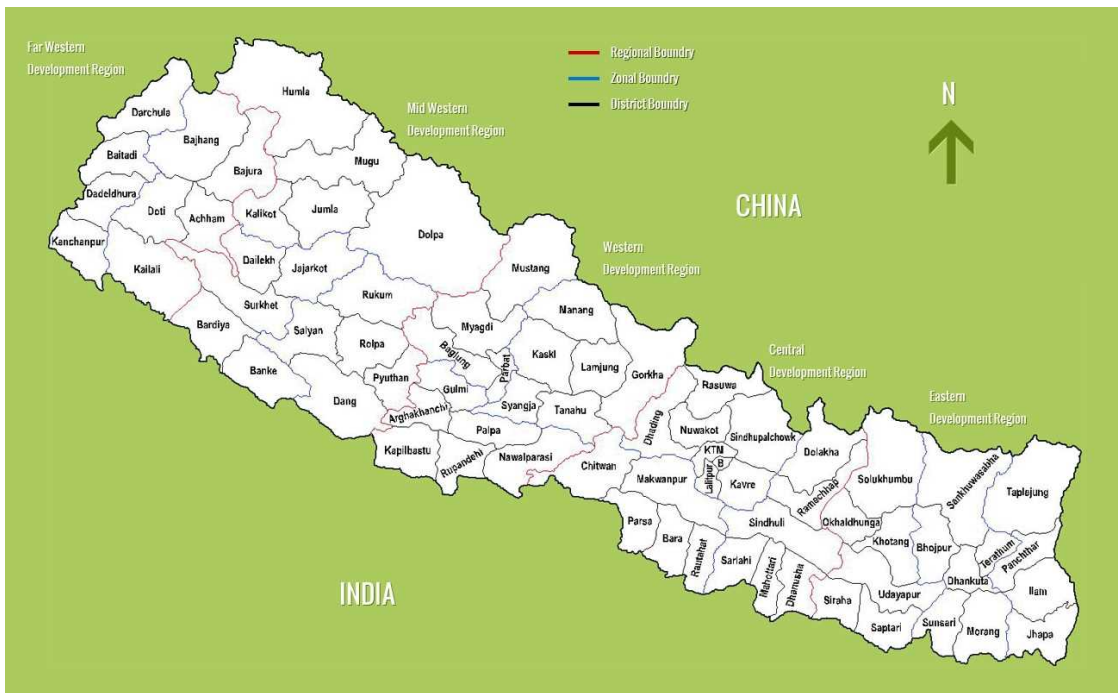 Far Western
Development Region
Regional Boundry
Zonal Boundry
District Boundry
N
Mid Western
Development Region
CHINA
Western
Development Region
Central
Development Region
Eastern
Development Region
INDIA
Humla
Darchula
Bajhang
Baitadi
Mugu
Bajura
Dadeldhura
Doti
Achham
Kalikot
Jumla
Dolpa
Kanchanpur
Kailali
Dailekh
Jajarkot
Mustang
Surkhet
Rukum
Manang
Bardiya
Salyan
Myagdi
Rolpa
Baglung
Parbat
Kaski
Lamjung
Gorkha
Banke
Pyuthan
Gulmi
Rasuwa
Dang
Arghakhanchi
Syangja
Tanahu
Dhading
Nuwakot
Sindhupalchowk
Palpa
Kapilbastu
Rupandehi
Nawalparasi
Chitwan
KTM
B
Lalitpur
Kavre
Dolakha
Makwanpur
Ramechhap
Solukhumbu
Sankhuwasabha
Taplejung
Parsa
Bara
Rautahat
Sarlahi
Mahottari
Dhanusha
Sindhuli
Okhaldhunga
Khotang
Bhojpur
Terathum
Panchthar
Dhankuta
Ilam
Siraha
Udayapur
Saptari
Sunsari
Morang
Jhapa